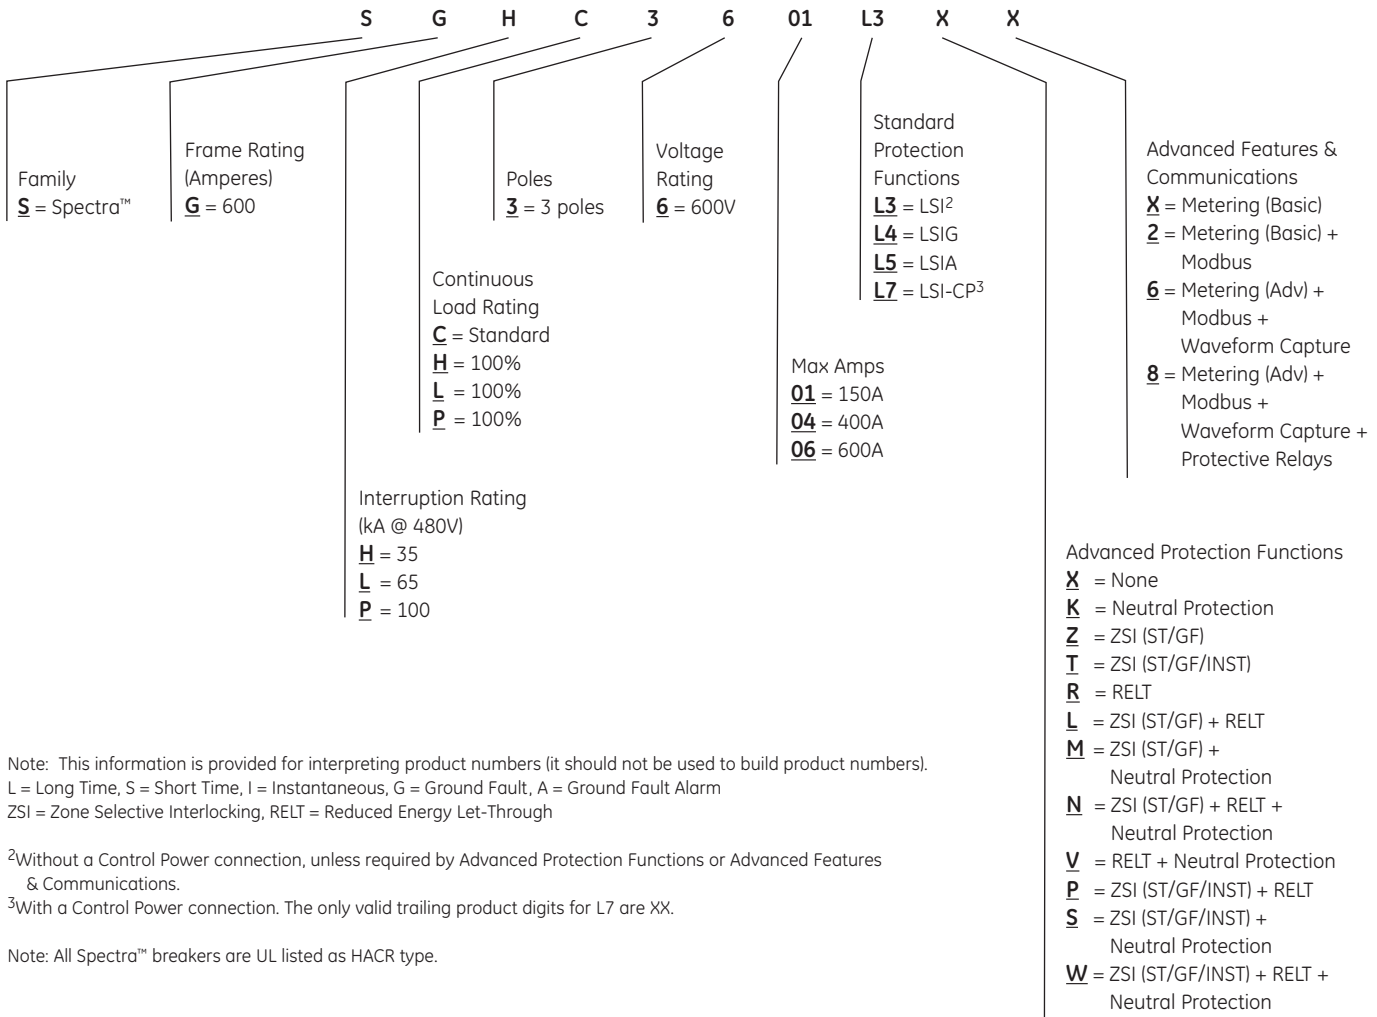 S G H C 3 6 01 L3 X X
Family
S = Spectra™
Frame Rating
(Amperes)
G = 600
Interruption Rating
(kA @ 480V)
H = 35
L = 65
P = 100
Continuous
Load Rating
C = Standard
H = 100%
L = 100%
P = 100%
Poles
3 = 3 poles
Voltage
Rating
6 = 600V
Max Amps
01 = 150A
04 = 400A
06 = 600A
Standard
Protection
Functions
L3 = LSI2
L4 = LSIG
L5 = LSIA
L7 = LSI-CP3
Advanced Features &
Communications
X = Metering (Basic)
2 = Metering (Basic) +
Modbus
6 = Metering (Adv) +
Modbus +
Waveform Capture
8 = Metering (Adv) +
Modbus +
Waveform Capture +
Protective Relays
Advanced Protection Functions
X = None
K = Neutral Protection
Z = ZSI (ST/GF)
T = ZSI (ST/GF/INST)
R = RELT
L = ZSI (ST/GF) + RELT
M = ZSI (ST/GF) +
Neutral Protection
N = ZSI (ST/GF) + RELT +
Neutral Protection
V = RELT + Neutral Protection
P = ZSI (ST/GF/INST) + RELT
S = ZSI (ST/GF/INST) +
Neutral Protection
W = ZSI (ST/GF/INST) + RELT +
Neutral Protection
Note: This information is provided for interpreting product numbers (it should not be used to build product numbers).
L = Long Time, S = Short Time, I = Instantaneous, G = Ground Fault, A = Ground Fault Alarm
ZSI = Zone Selective Interlocking, RELT = Reduced Energy Let-Through
2Without a Control Power connection, unless required by Advanced Protection Functions or Advanced Features
& Communications.
3With a Control Power connection. The only valid trailing product digits for L7 are XX.
Note: All Spectra™ breakers are UL listed as HACR type.